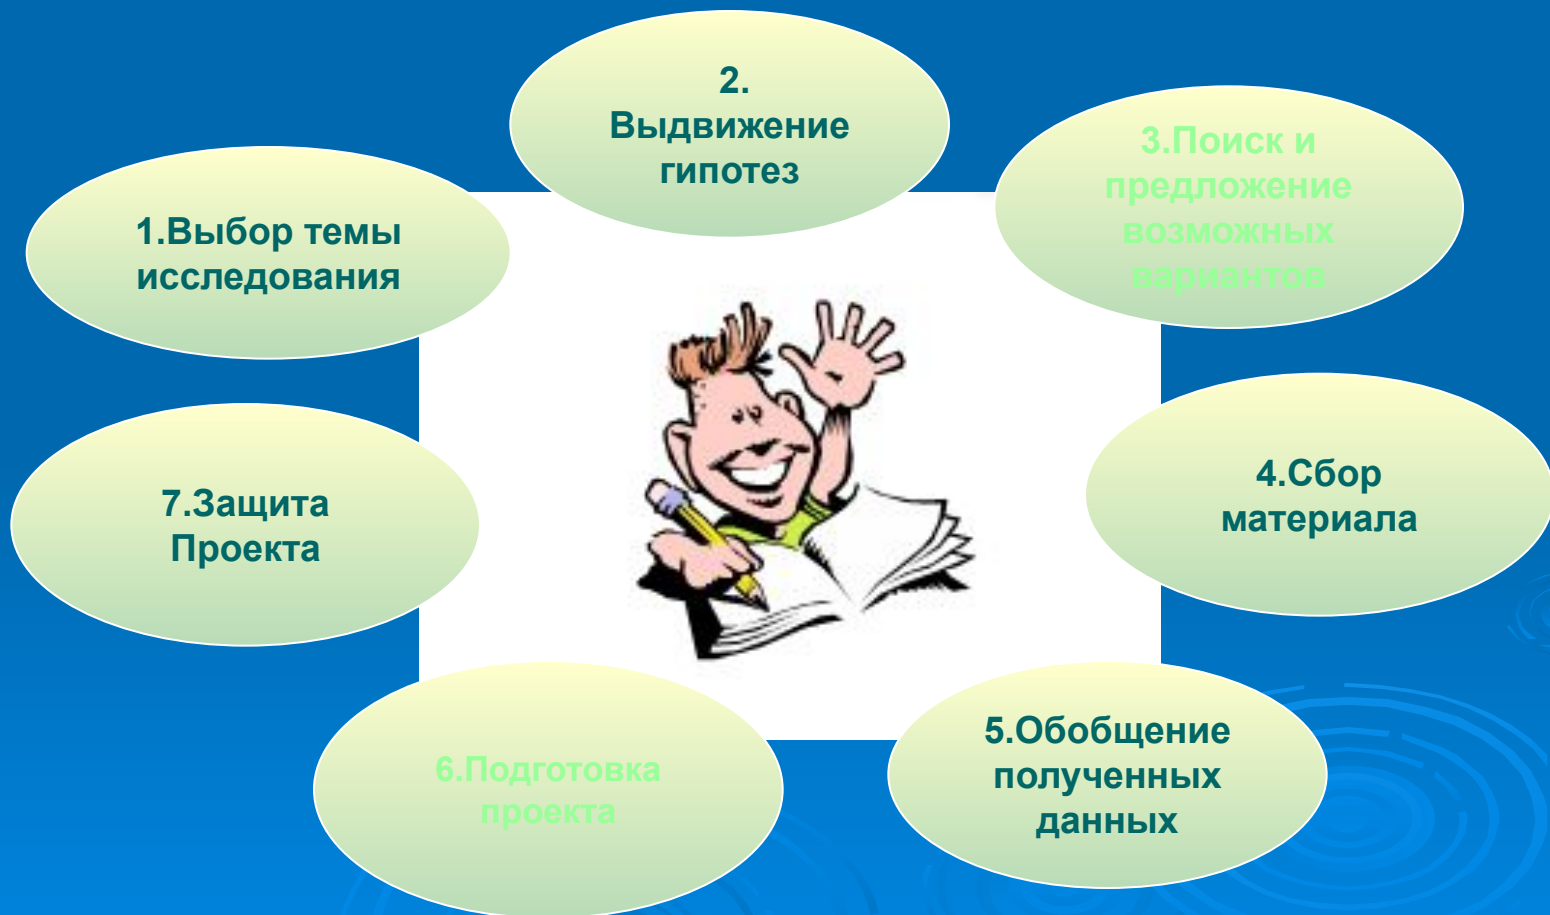 1.Выбор темы
исследования
2.
Выдвижение
гипотез
3.Поиск и
предложение
возможных
вариантов
4.Сбор
материала
5.Обобщение
полученных
данных
6.Подготовка
проекта
7.Защита
Проекта